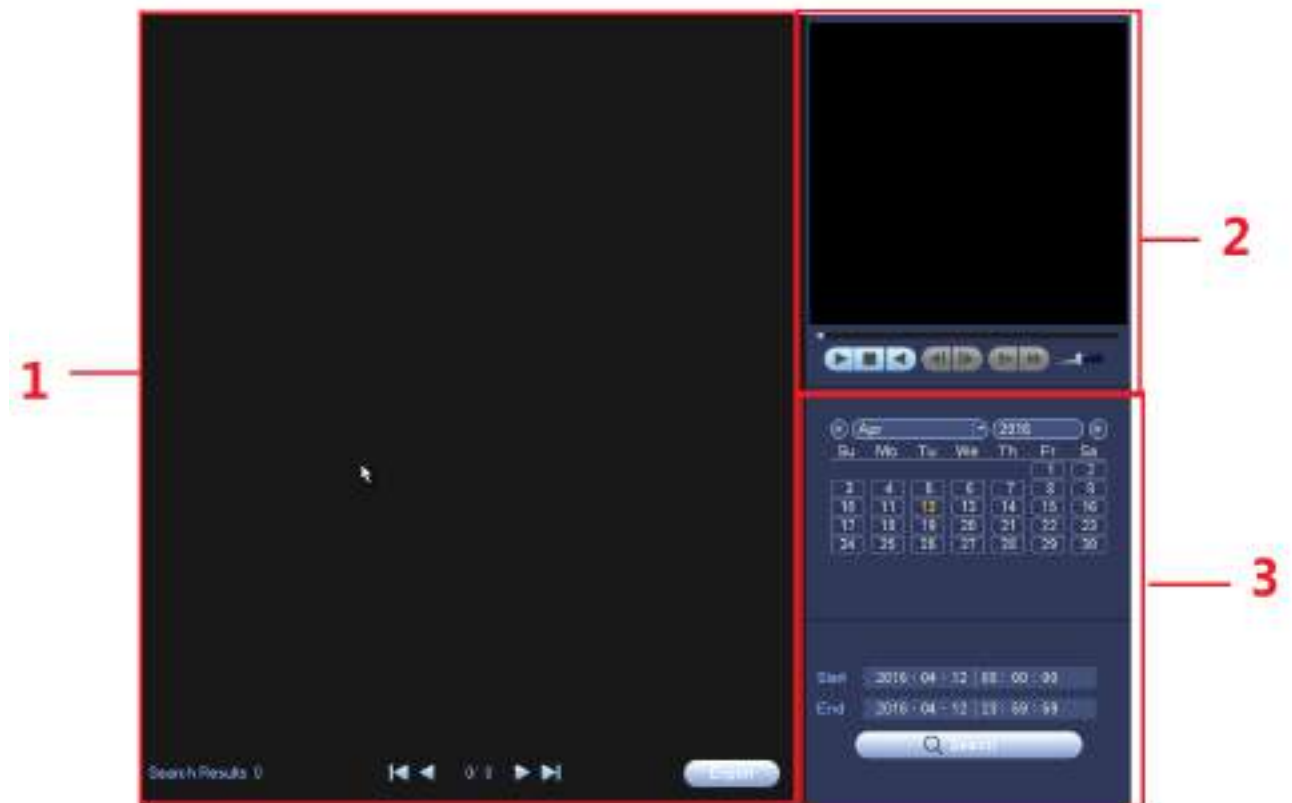 1
2
3
Apr 2016
Su Mo Tu We Th Fr Sa
1 2
3 4 5 6 7 8 9
10 11 12 13 14 15 16
17 18 19 20 21 22 23
24 25 26 27 28 29 30
Start 2016 - 04 - 12 00 : 00 : 00
End 2016 - 04 - 12 23 : 59 : 59
Search
Search Results 0